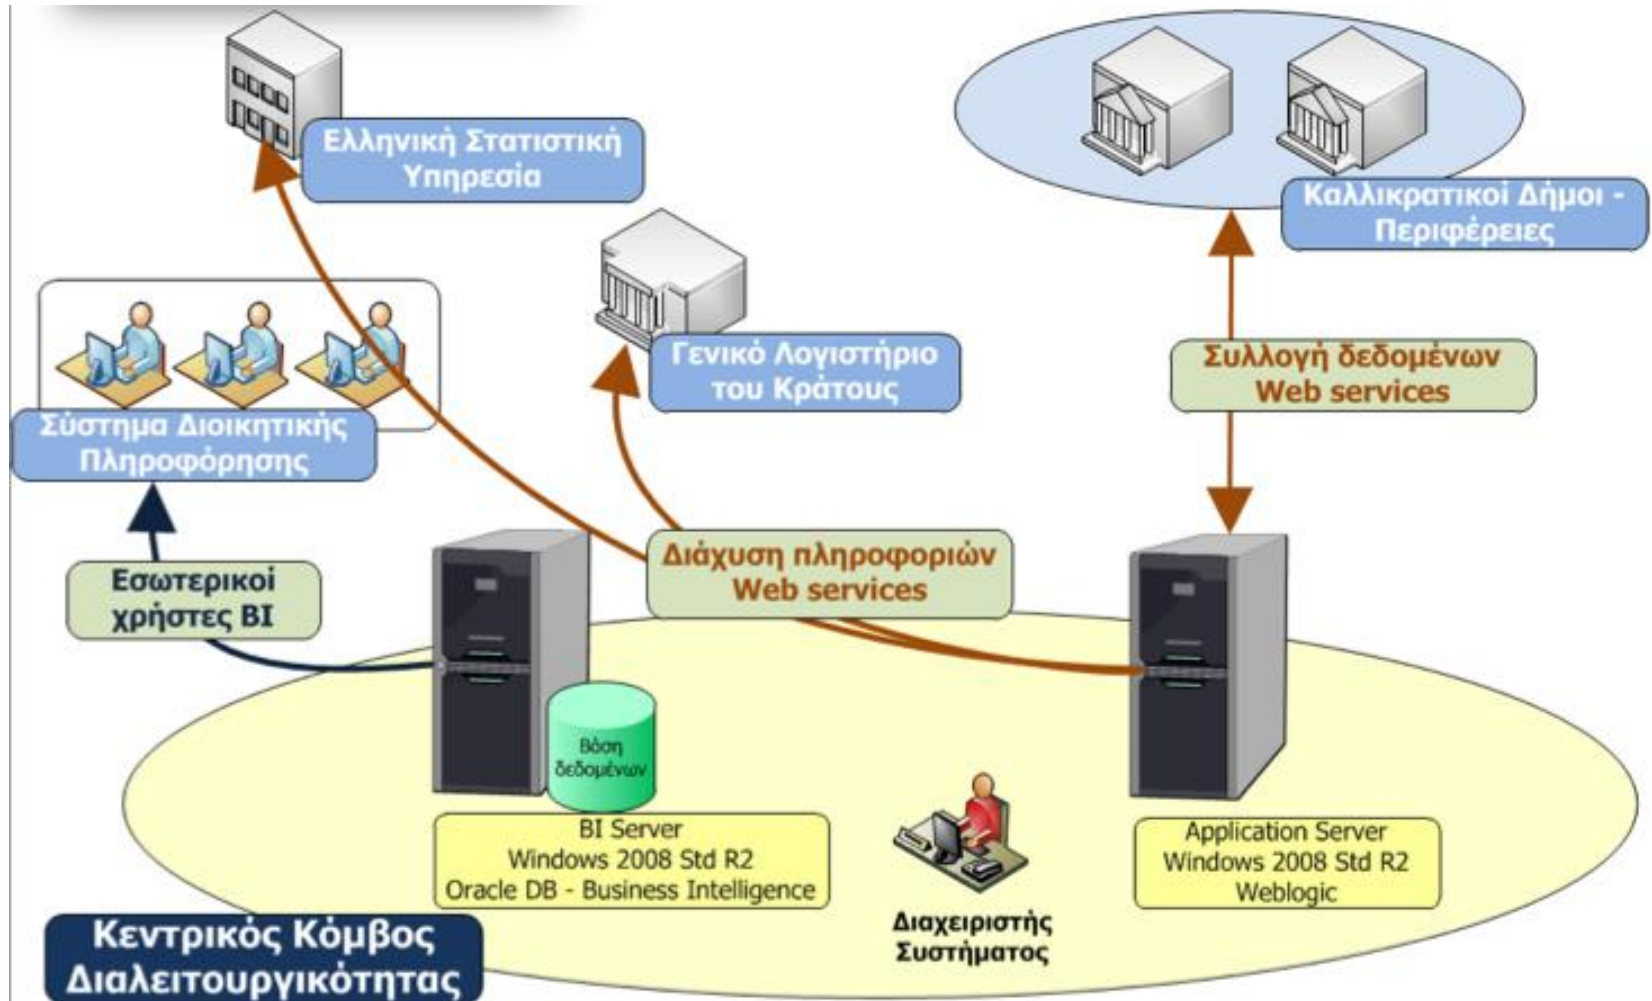 Ελληνική Στατιστική
Υπηρεσία
Καλλικρατικοί Δήμοι -
Περιφέρειες
Γενικό Λογιστήριο
του Κράτους
Συλλογή δεδομένων
Web services
Σύστημα Διοικητικής
Πληροφόρησης
Διάχυση πληροφοριών
Web services
Εσωτερικοί
χρήστες BI
Βάση
δεδομένων
BI Server
Windows 2008 Std R2
Oracle DB - Business Intelligence
Application Server
Windows 2008 Std R2
Weblogic
Διαχειριστής
Συστήματος
Κεντρικός Κόμβος
Διαλειτουργικότητας